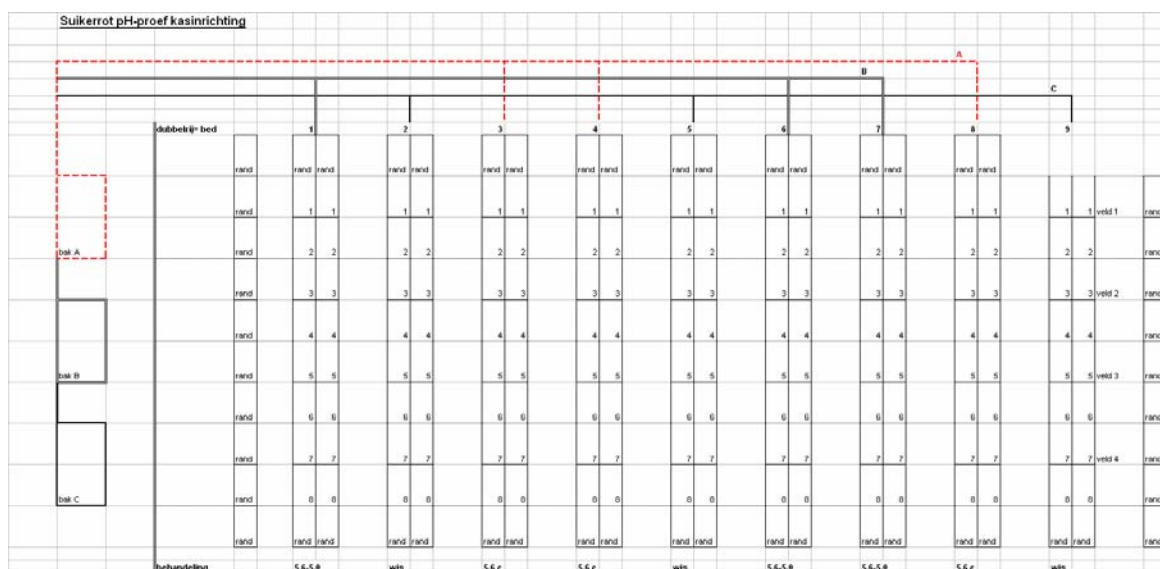 Suikerrot pH-proef kasinrichting
A
B
C
dubbelrij= bed 1 2 3 4 5 6 7 8 9
rand rand rand rand rand rand rand rand rand rand rand rand rand rand rand rand rand
rand 1 1 1 1 1 1 1 1 1 1 1 1 1 1 1 1 1 1 veld 1 rand
bak A rand 2 2 2 2 2 2 2 2 2 2 2 2 2 2 2 2 2 2 rand
rand 3 3 3 3 3 3 3 3 3 3 3 3 3 3 3 3 3 3 veld 2 rand
rand 4 4 4 4 4 4 4 4 4 4 4 4 4 4 4 4 4 4 rand
bak B rand 5 5 5 5 5 5 5 5 5 5 5 5 5 5 5 5 5 5 veld 3 rand
rand 6 6 6 6 6 6 6 6 6 6 6 6 6 6 6 6 6 6 rand
rand 7 7 7 7 7 7 7 7 7 7 7 7 7 7 7 7 7 7 veld 4 rand
bak C rand 8 8 8 8 8 8 8 8 8 8 8 8 8 8 8 8 8 8 rand
rand rand rand rand rand rand rand rand rand rand rand rand rand rand rand rand rand rand rand rand
behandeling